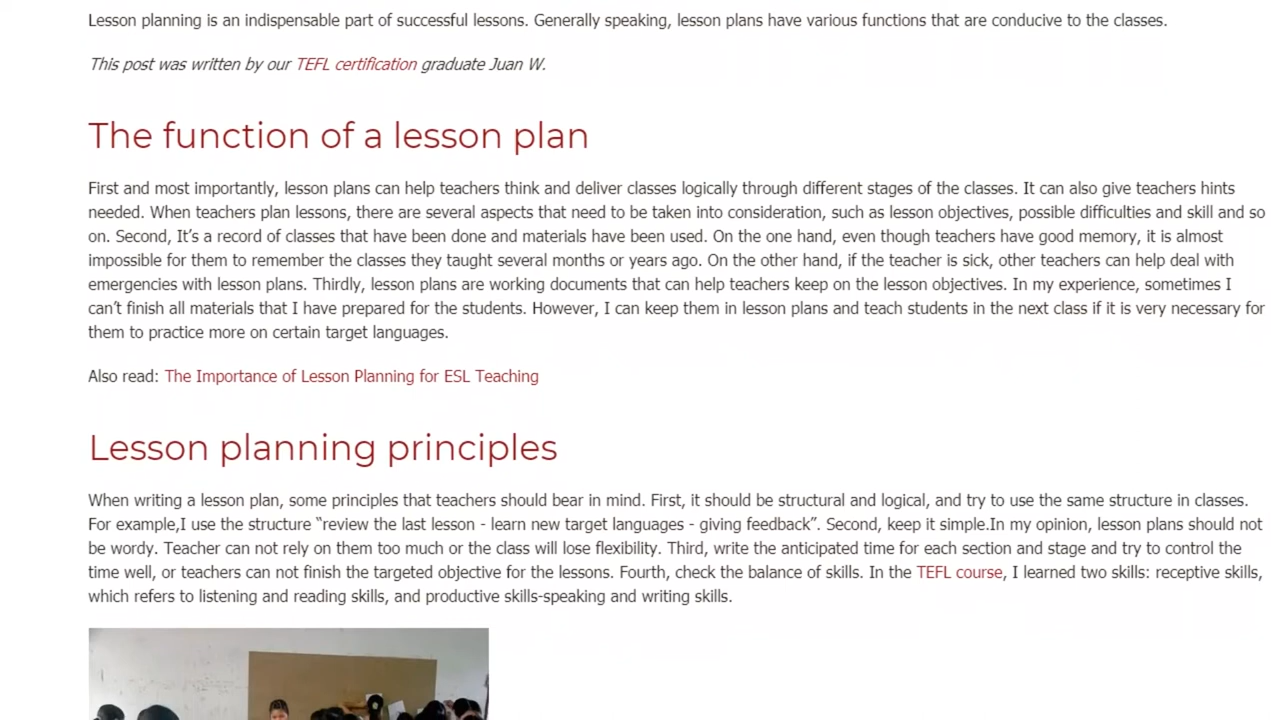 Lesson planning is an indispensable part of successful lessons. Generally speaking, lesson plans have various functions that are conducive to the classes.
This post was written by our TEFL certification graduate Juan W.
The function of a lesson plan
First and most importantly, lesson plans can help teachers think and deliver classes logically through different stages of the classes. It can also give teachers hints
needed. When teachers plan lessons, there are several aspects that need to be taken into consideration, such as lesson objectives, possible difficulties and skill and so
on. Second, It’s a record of classes that have been done and materials have been used. On the one hand, even though teachers have good memory, it is almost
impossible for them to remember the classes they taught several months or years ago. On the other hand, if the teacher is sick, other teachers can help deal with
emergencies with lesson plans. Thirdly, lesson plans are working documents that can help teachers keep on the lesson objectives. In my experience, sometimes I
can’t finish all materials that I have prepared for the students. However, I can keep them in lesson plans and teach students in the next class if it is very necessary for
them to practice more on certain target languages.
Also read: The Importance of Lesson Planning for ESL Teaching
Lesson planning principles
When writing a lesson plan, some principles that teachers should bear in mind. First, it should be structural and logical, and try to use the same structure in classes.
For example,I use the structure “review the last lesson - learn new target languages - giving feedback”. Second, keep it simple.In my opinion, lesson plans should not
be wordy. Teacher can not rely on them too much or the class will lose flexibility. Third, write the anticipated time for each section and stage and try to control the
time well, or teachers can not finish the targeted objective for the lessons. Fourth, check the balance of skills. In the TEFL course, I learned two skills: receptive skills,
which refers to listening and reading skills, and productive skills-speaking and writing skills.